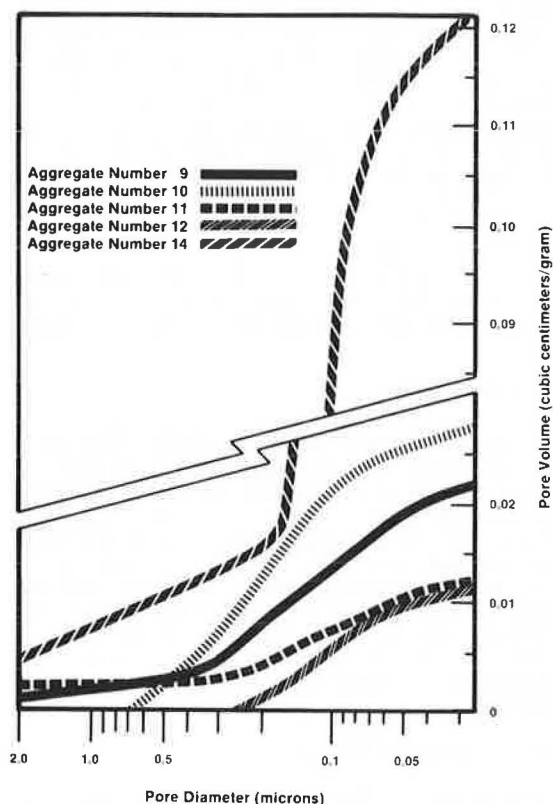 0.12
0.11
0.10
0.09
0.02
0.01
0
Pore Volume (cubic centimeters/gram)
Aggregate Number 9
Aggregate Number 10
Aggregate Number 11
Aggregate Number 12
Aggregate Number 14
2.0 1.0 0.5 0.1 0.05
Pore Diameter (microns)